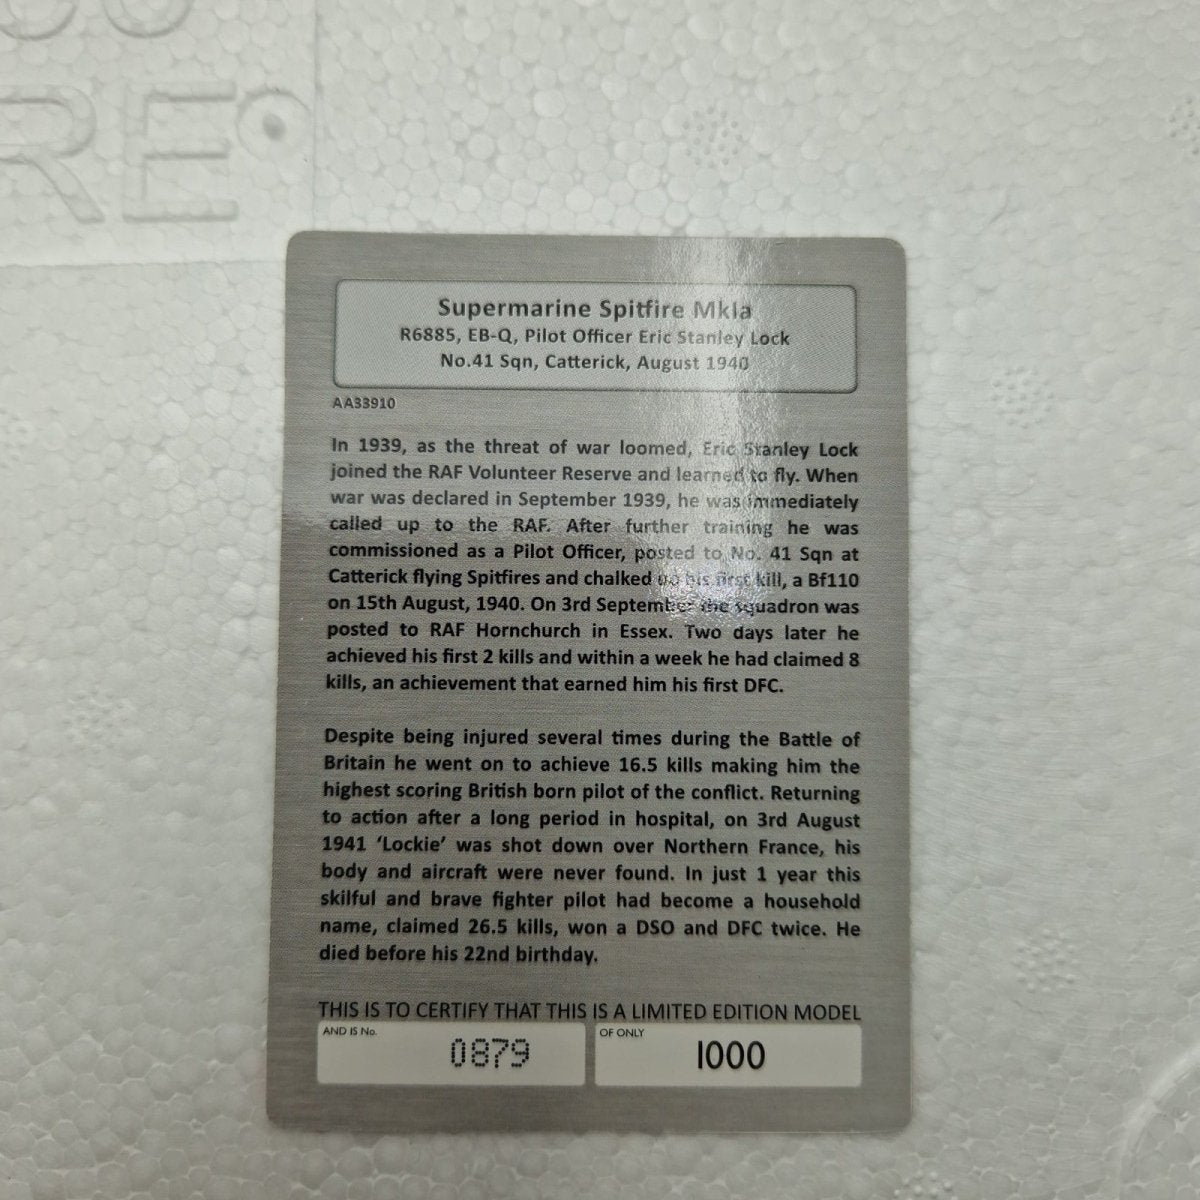 RE
Supermarine Spitfire MkIa
R6885, EB-Q, Pilot Officer Eric Stanley Lock
No.41 Sqn, Catterick, August 1940
AA33910
In 1939, as the threat of war loomed, Eric Stanley Lock
joined the RAF Volunteer Reserve and learned to fly. When
war was declared in September 1939, he was immediately
called up to the RAF. After further training he was
commissioned as a Pilot Officer, posted to No. 41 Sqn at
Catterick flying Spitfires and chalked up his first kill, a Bf110
on 15th August, 1940. On 3rd September the squadron was
posted to RAF Hornchurch in Essex. Two days later he
achieved his first 2 kills and within a week he had claimed 8
kills, an achievement that earned him his first DFC.
Despite being injured several times during the Battle of
Britain he went on to achieve 16.5 kills making him the
highest scoring British born pilot of the conflict. Returning
to action after a long period in hospital, on 3rd August
1941 ‘Lockie’ was shot down over Northern France, his
body and aircraft were never found. In just 1 year this
skilful and brave fighter pilot had become a household
name, claimed 26.5 kills, won a DSO and DFC twice. He
died before his 22nd birthday.
THIS IS TO CERTIFY THAT THIS IS A LIMITED EDITION MODEL
AND IS No. 0879 OF ONLY 1000